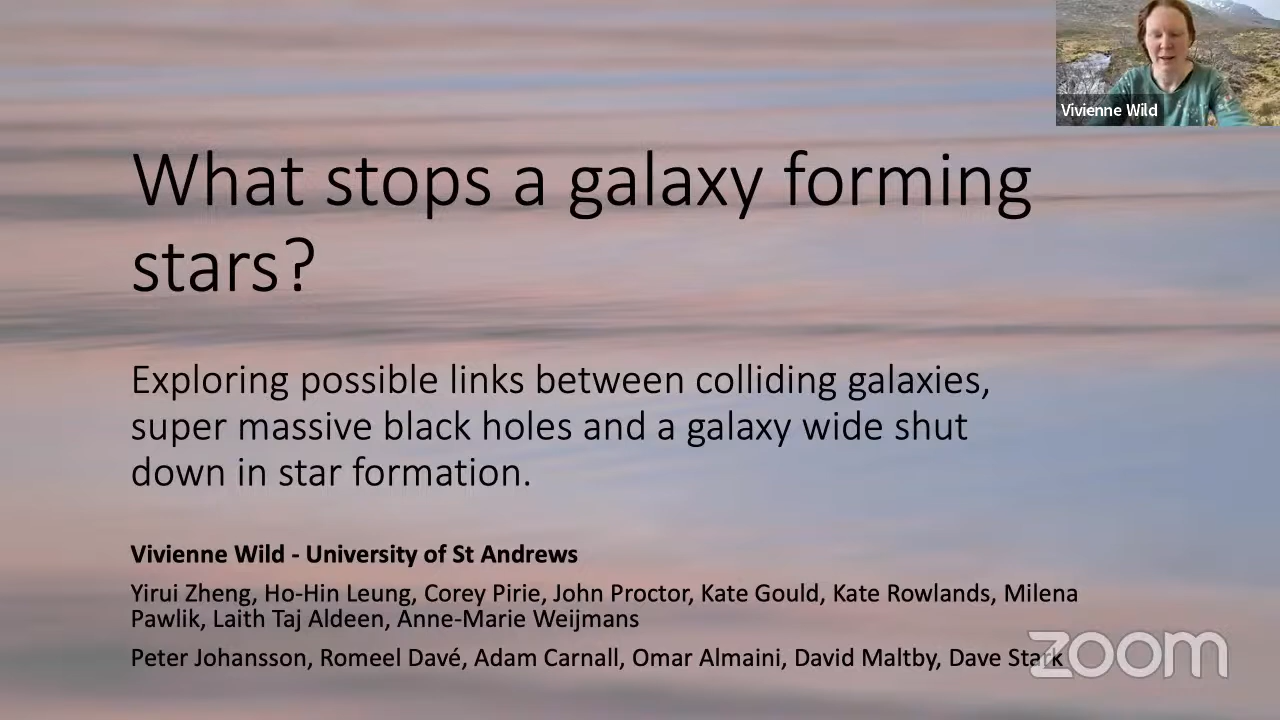 Vivienne Wild
What stops a galaxy forming
stars?
Exploring possible links between colliding galaxies,
super massive black holes and a galaxy wide shut
down in star formation.
Vivienne Wild - University of St Andrews
Yirui Zheng, Ho-Hin Leung, Corey Pirie, John Proctor, Kate Gould, Kate Rowlands, Milena
Pawlik, Laith Taj Aldeen, Anne-Marie Weijmans
Peter Johansson, Romeel Davé, Adam Carnall, Omar Almaini, David Maltby, Dave Stark
zoom